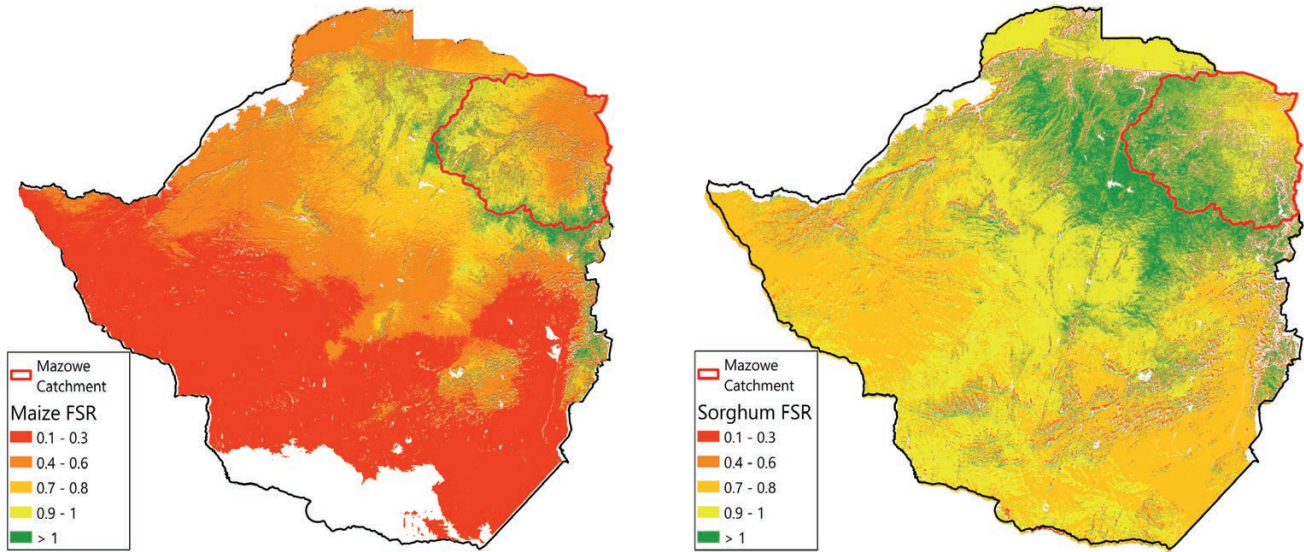 Mazowe
Catchment
Maize FSR
0.1 - 0.3
0.4 - 0.6
0.7 - 0.8
0.9 - 1
> 1
Mazowe
Catchment
Sorghum FSR
0.1 - 0.3
0.4 - 0.6
0.7 - 0.8
0.9 - 1
> 1